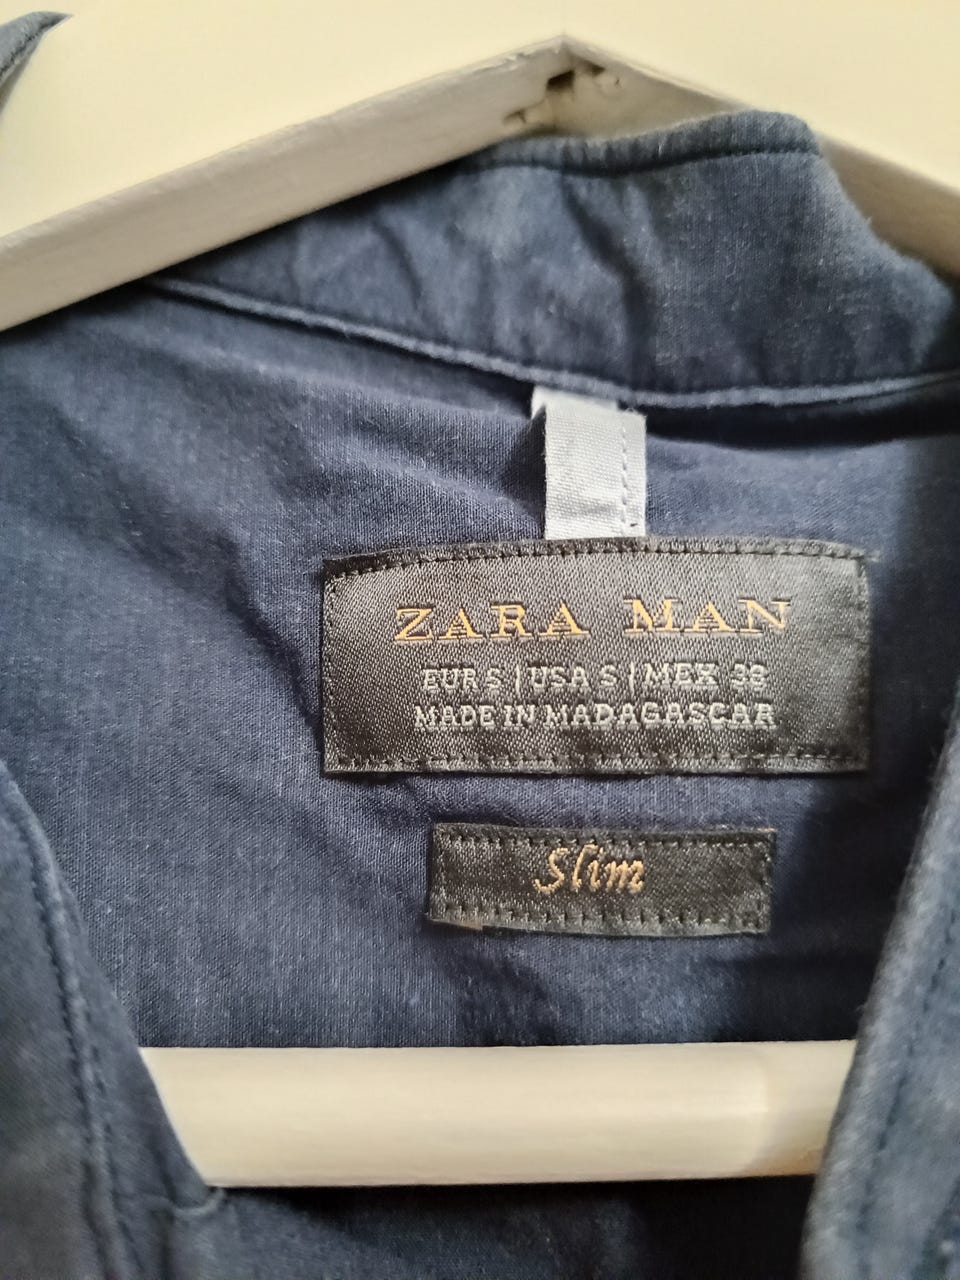 ZARA MAN
EUR S | USA S | MEX 38
MADE IN MADAGASCAR
Slim